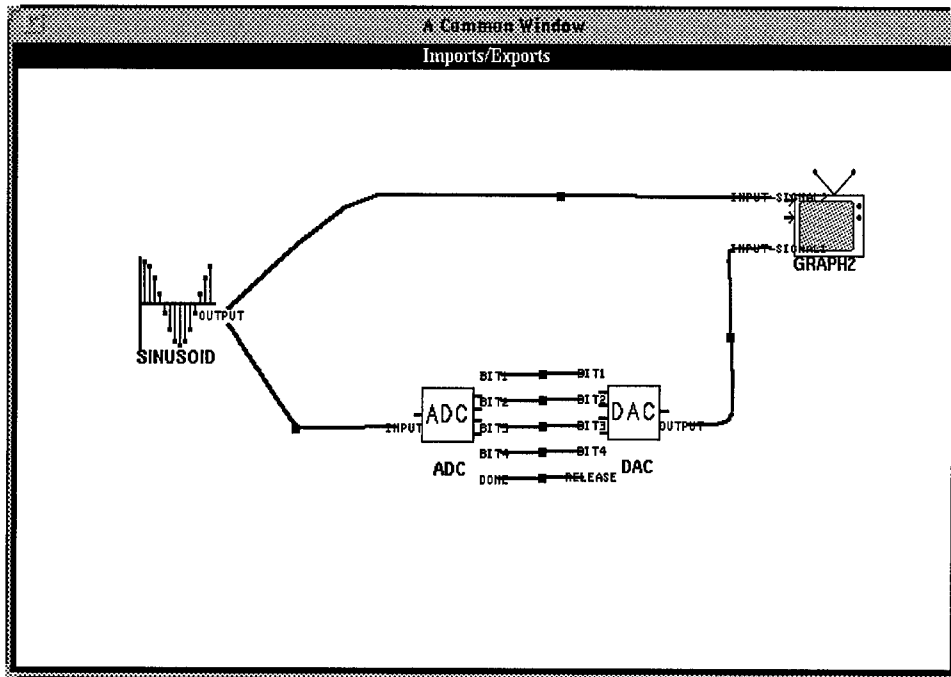 A Common Window
Imports/Exports
INPUT-SIGNAL2
INPUT-SIGNAL1
GRAPH2
OUTPUT
SINUSOID
BIT1 BIT1
BIT2 BIT2
ADC DAC
INPUT BIT3 BIT3 OUTPUT
BIT4 BIT4
ADC DAC
DONE RELEASE